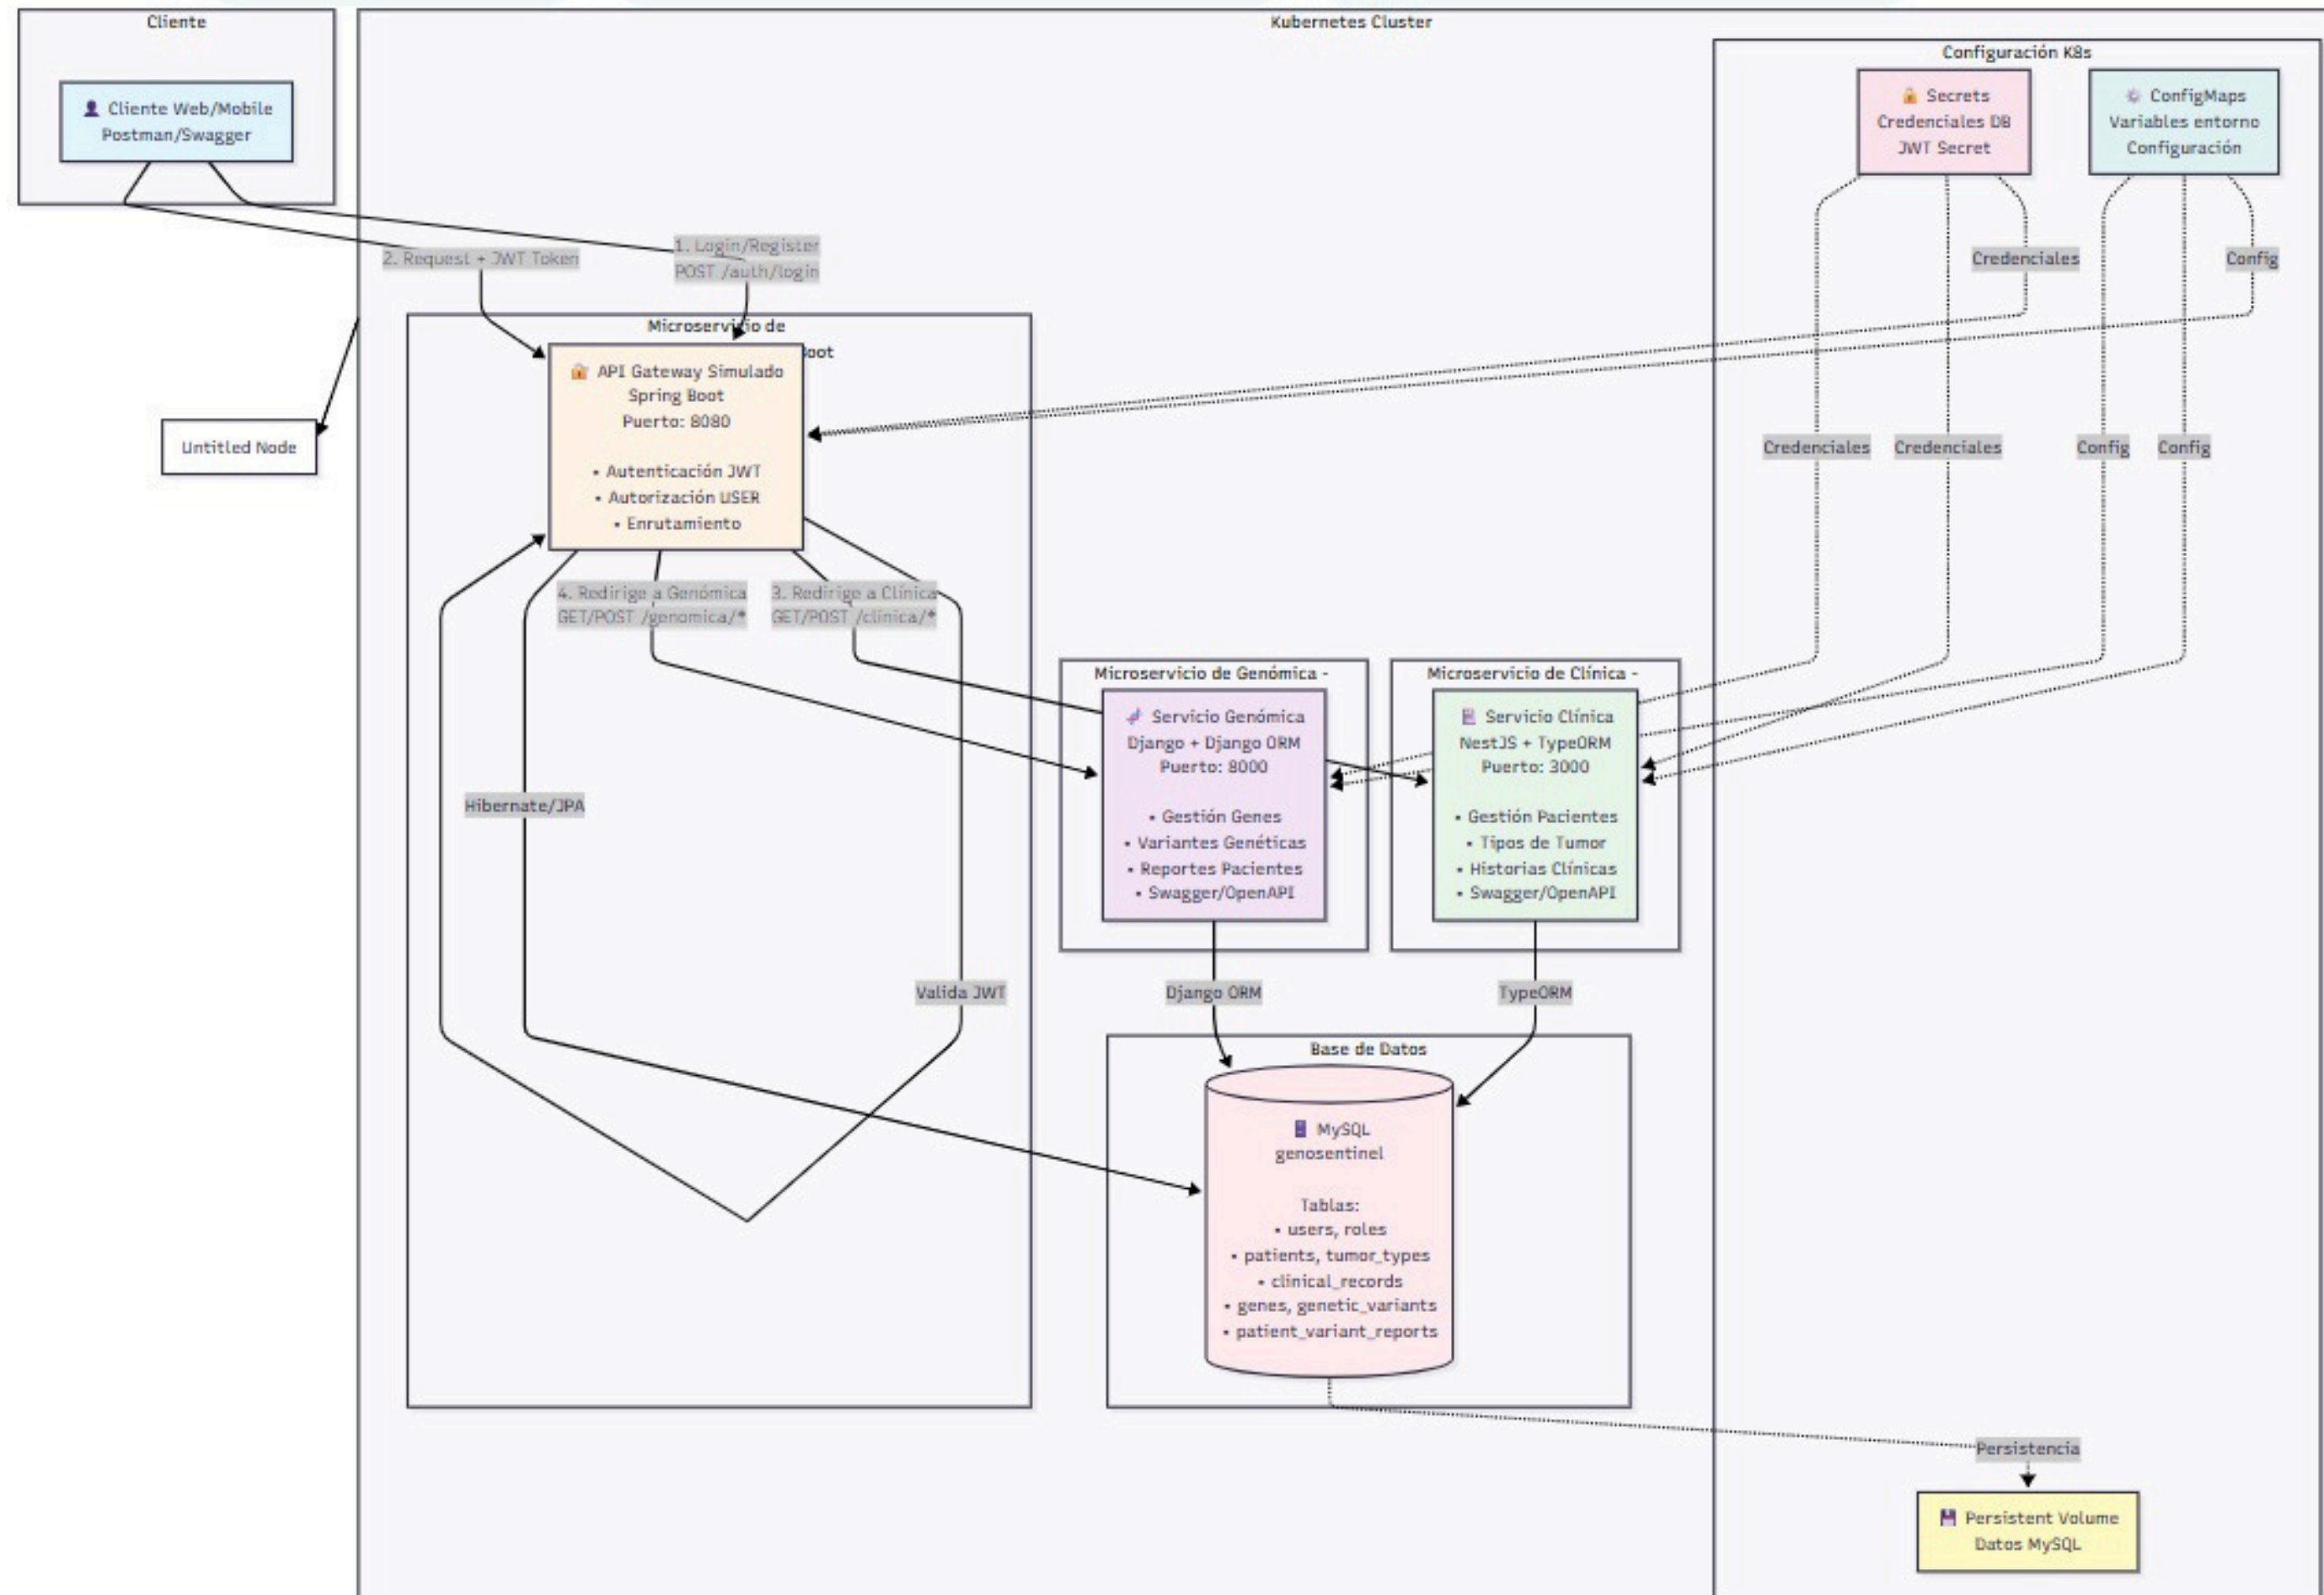 Cliente
Kubernetes Cluster
Configuración K8s
👤 Cliente Web/Mobile
Postman/Swagger
🔒 Secrets
Credenciales DB
JWT Secret
⚙️ ConfigMaps
Variables entorno
Configuración
1. Login/Register
POST /auth/login
2. Request + JWT Token
Credenciales
Config
Microservicio de
Boot
🔐 API Gateway Simulado
Spring Boot
Puerto: 8080
• Autenticación JWT
• Autorización USER
• Enrutamiento
Untitled Node
Credenciales
Credenciales
Config
Config
4. Redirige a Genómica
GET/POST /genomica/*
3. Redirige a Clínica
GET/POST /clinica/*
Microservicio de Genómica -
🧬 Servicio Genómica
Django + Django ORM
Puerto: 8000
• Gestión Genes
• Variantes Genéticas
• Reportes Pacientes
• Swagger/OpenAPI
Microservicio de Clínica -
Servicio Clínica
NestJS + TypeORM
Puerto: 3000
• Gestión Pacientes
• Tipos de Tumor
• Historias Clínicas
• Swagger/OpenAPI
Hibernate/JPA
Valida JWT
Django ORM
TypeORM
Base de Datos
MySQL
genosentinel
Tablas:
• users, roles
• patients, tumor_types
• clinical_records
• genes, genetic_variants
• patient_variant_reports
Persistencia
💾 Persistent Volume
Datos MySQL